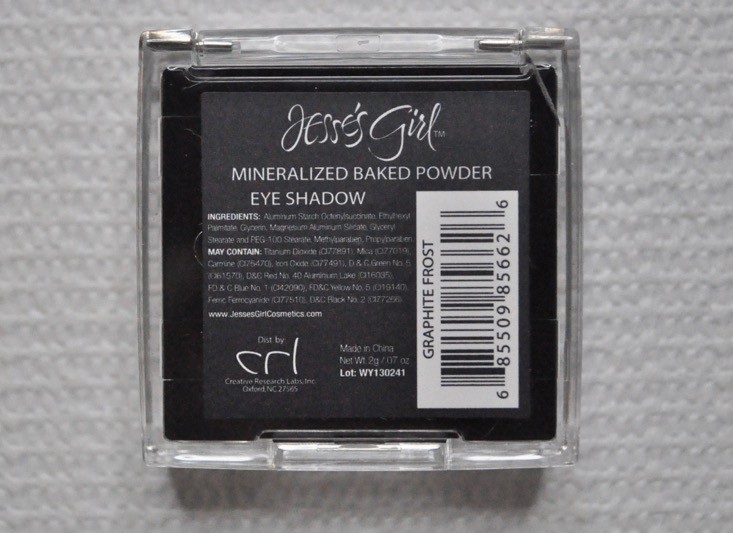 Jesse's Girl™
MINERALIZED BAKED POWDER
EYE SHADOW
INGREDIENTS: Aluminum Starch Octenylsuccinate, Ethylhexyl
Palmitate, Glycerin, Magnesium Aluminum Silicate, Glyceryl
Stearate and PEG-100 Stearate, Methylparaben, Propylparaben
MAY CONTAIN: Titanium Dioxide (CI77891), Mica (CI77019),
Carmine (CI75470), Iron Oxide (CI77491), D & C Green No. 5
(CI61570), D&C Red No. 40 Aluminum Lake (CI16035),
FD & C Blue No. 1 (CI42090), FD&C Yellow No. 5 (CI19140),
Ferric Ferrocyanide (CI77510), D&C Black No. 2 (CI77266)
www.JessesGirlCosmetics.com
Dist by
crl
Creative Research Labs, Inc.
Oxford, NC 27565
Made in China
Net Wt. 2g /.07 oz
Lot: WY130241
GRAPHITE FROST
6 85509 85662 6